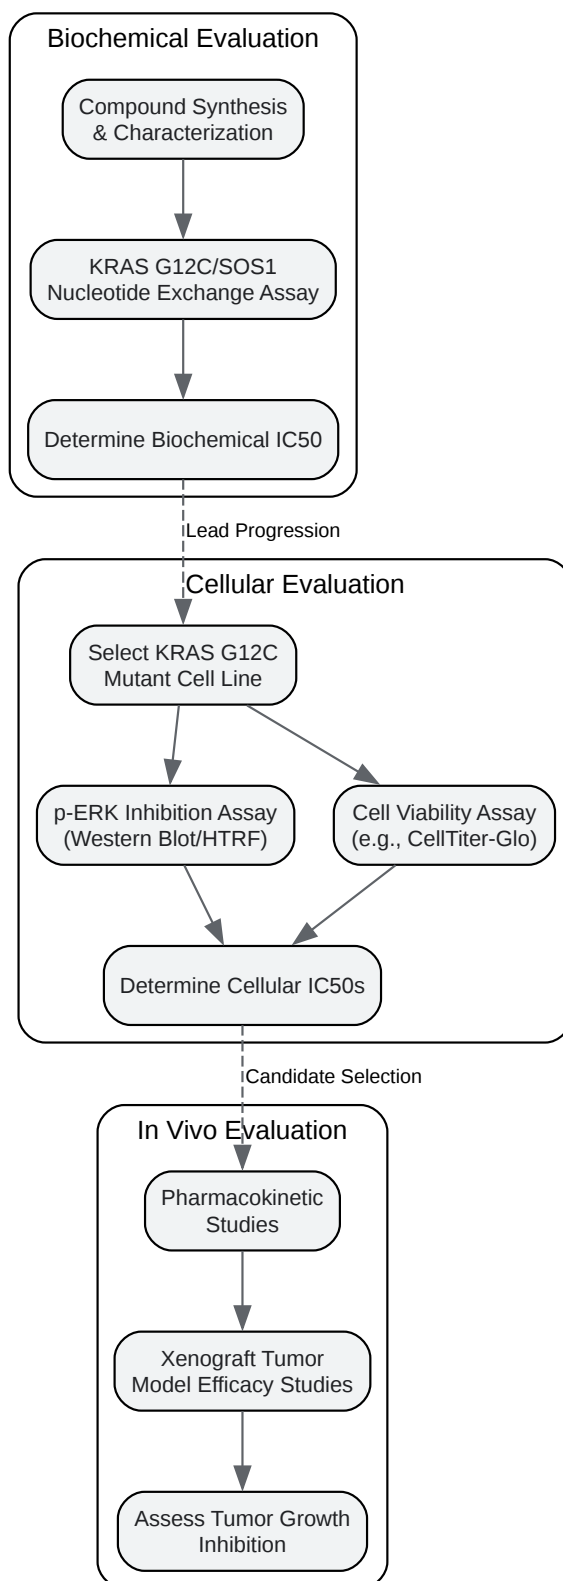 Biochemical Evaluation
Compound Synthesis
& Characterization
KRAS G12C/SOS1
Nucleotide Exchange Assay
Determine Biochemical IC50
Lead Progression
Cellular Evaluation
Select KRAS G12C
Mutant Cell Line
p-ERK Inhibition Assay
(Western Blot/HTRF)
Cell Viability Assay
(e.g., CellTiter-Glo)
Determine Cellular IC50s
Candidate Selection
In Vivo Evaluation
Pharmacokinetic
Studies
Xenograft Tumor
Model Efficacy Studies
Assess Tumor Growth
Inhibition